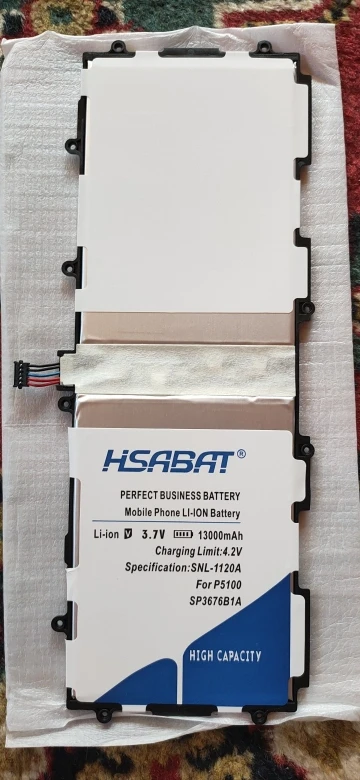 HSABAT®
PERFECT BUSINESS BATTERY
Mobile Phone LI-ION Battery
Li-ion 3.7V 13000mAh
Charging Limit:4.2V
Specification:SNL-1120A
For P5100
SP3676B1A
HIGH CAPACITY